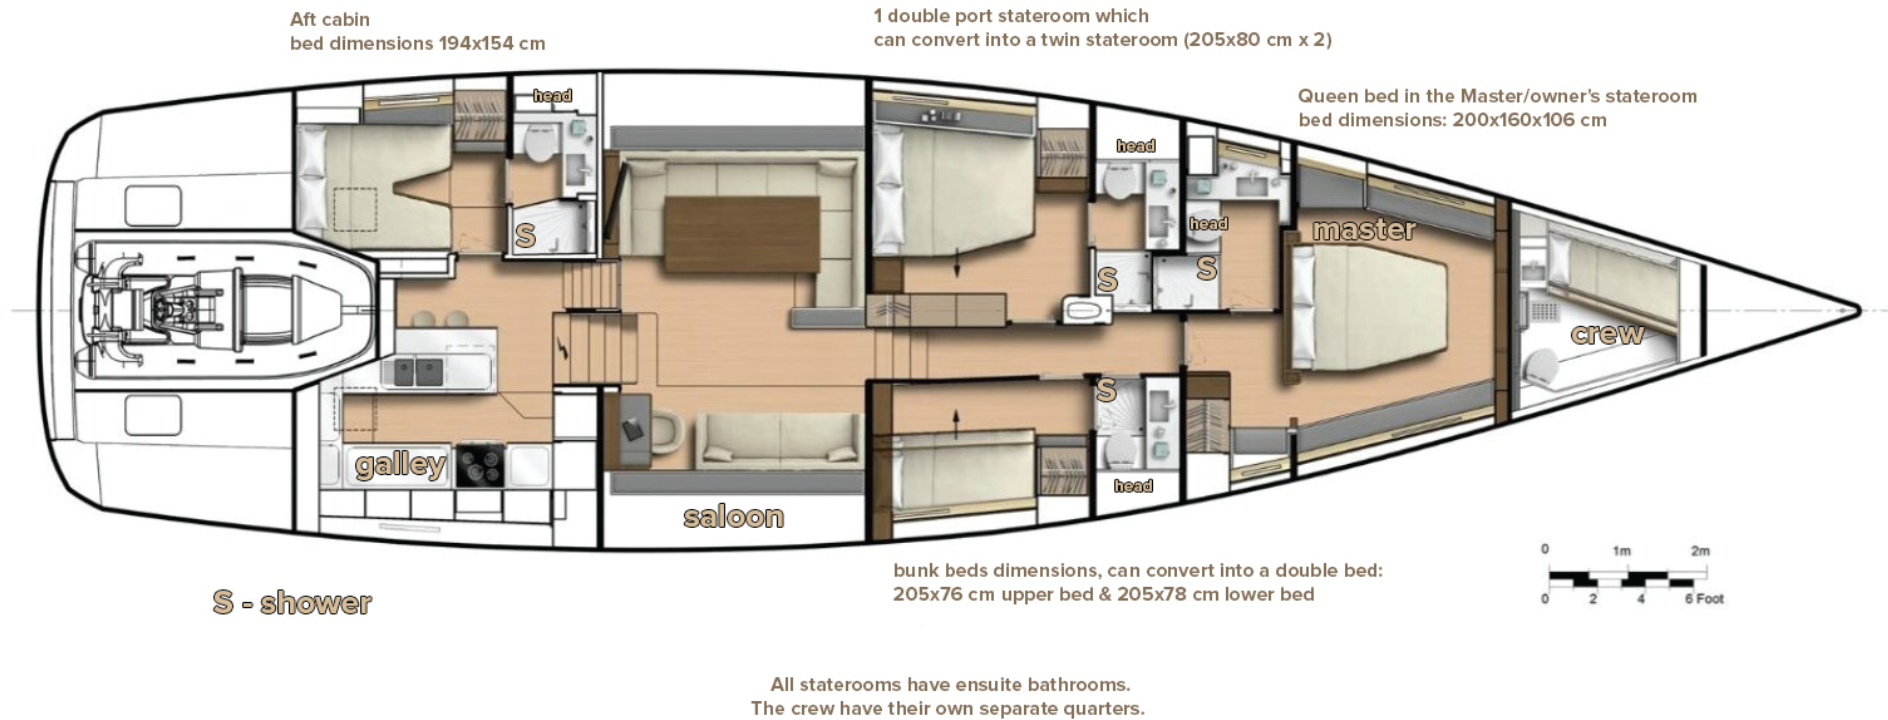 Aft cabin
bed dimensions 194x154 cm
1 double port stateroom which
can convert into a twin stateroom (205x80 cm x 2)
Queen bed in the Master/owner's stateroom
bed dimensions: 200x160x106 cm
head
head
head
master
S
S
S
crew
S
galley
head
saloon
bunk beds dimensions, can convert into a double bed:
205x76 cm upper bed & 205x78 cm lower bed
0 1m 2m
0 2 4 6 Foot
S - shower
All staterooms have ensuite bathrooms.
The crew have their own separate quarters.